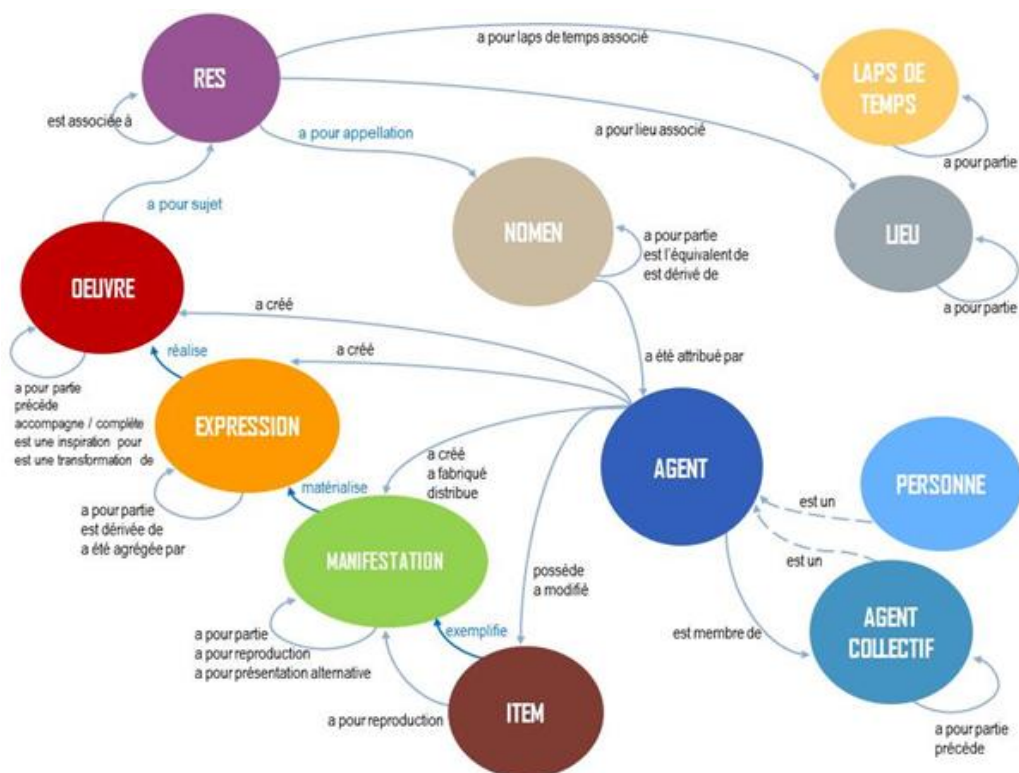 a pour laps de temps associé
RES
LAPS DE
TEMPS
est associée à
a pour appellation
a pour lieu associé
a pour partie
a pour sujet
NOMEN
a pour partie
est l'équivalent de
est dérivé de
LIEU
OEUVRE
a créé
a pour partie
réalise
a créé
a été attribué par
a pour partie
précède
accompagne / complète
est une inspiration pour
est une transformation de
EXPRESSION
a créé
a fabriqué
distribue
AGENT
PERSONNE
matérialise
est un
a pour partie
est dérivée de
a été agrégée par
MANIFESTATION
est un
possède
a modifié
AGENT
COLLECTIF
est membre de
exemplifie
a pour partie
a pour reproduction
a pour présentation alternative
a pour reproduction
ITEM
a pour partie
précède